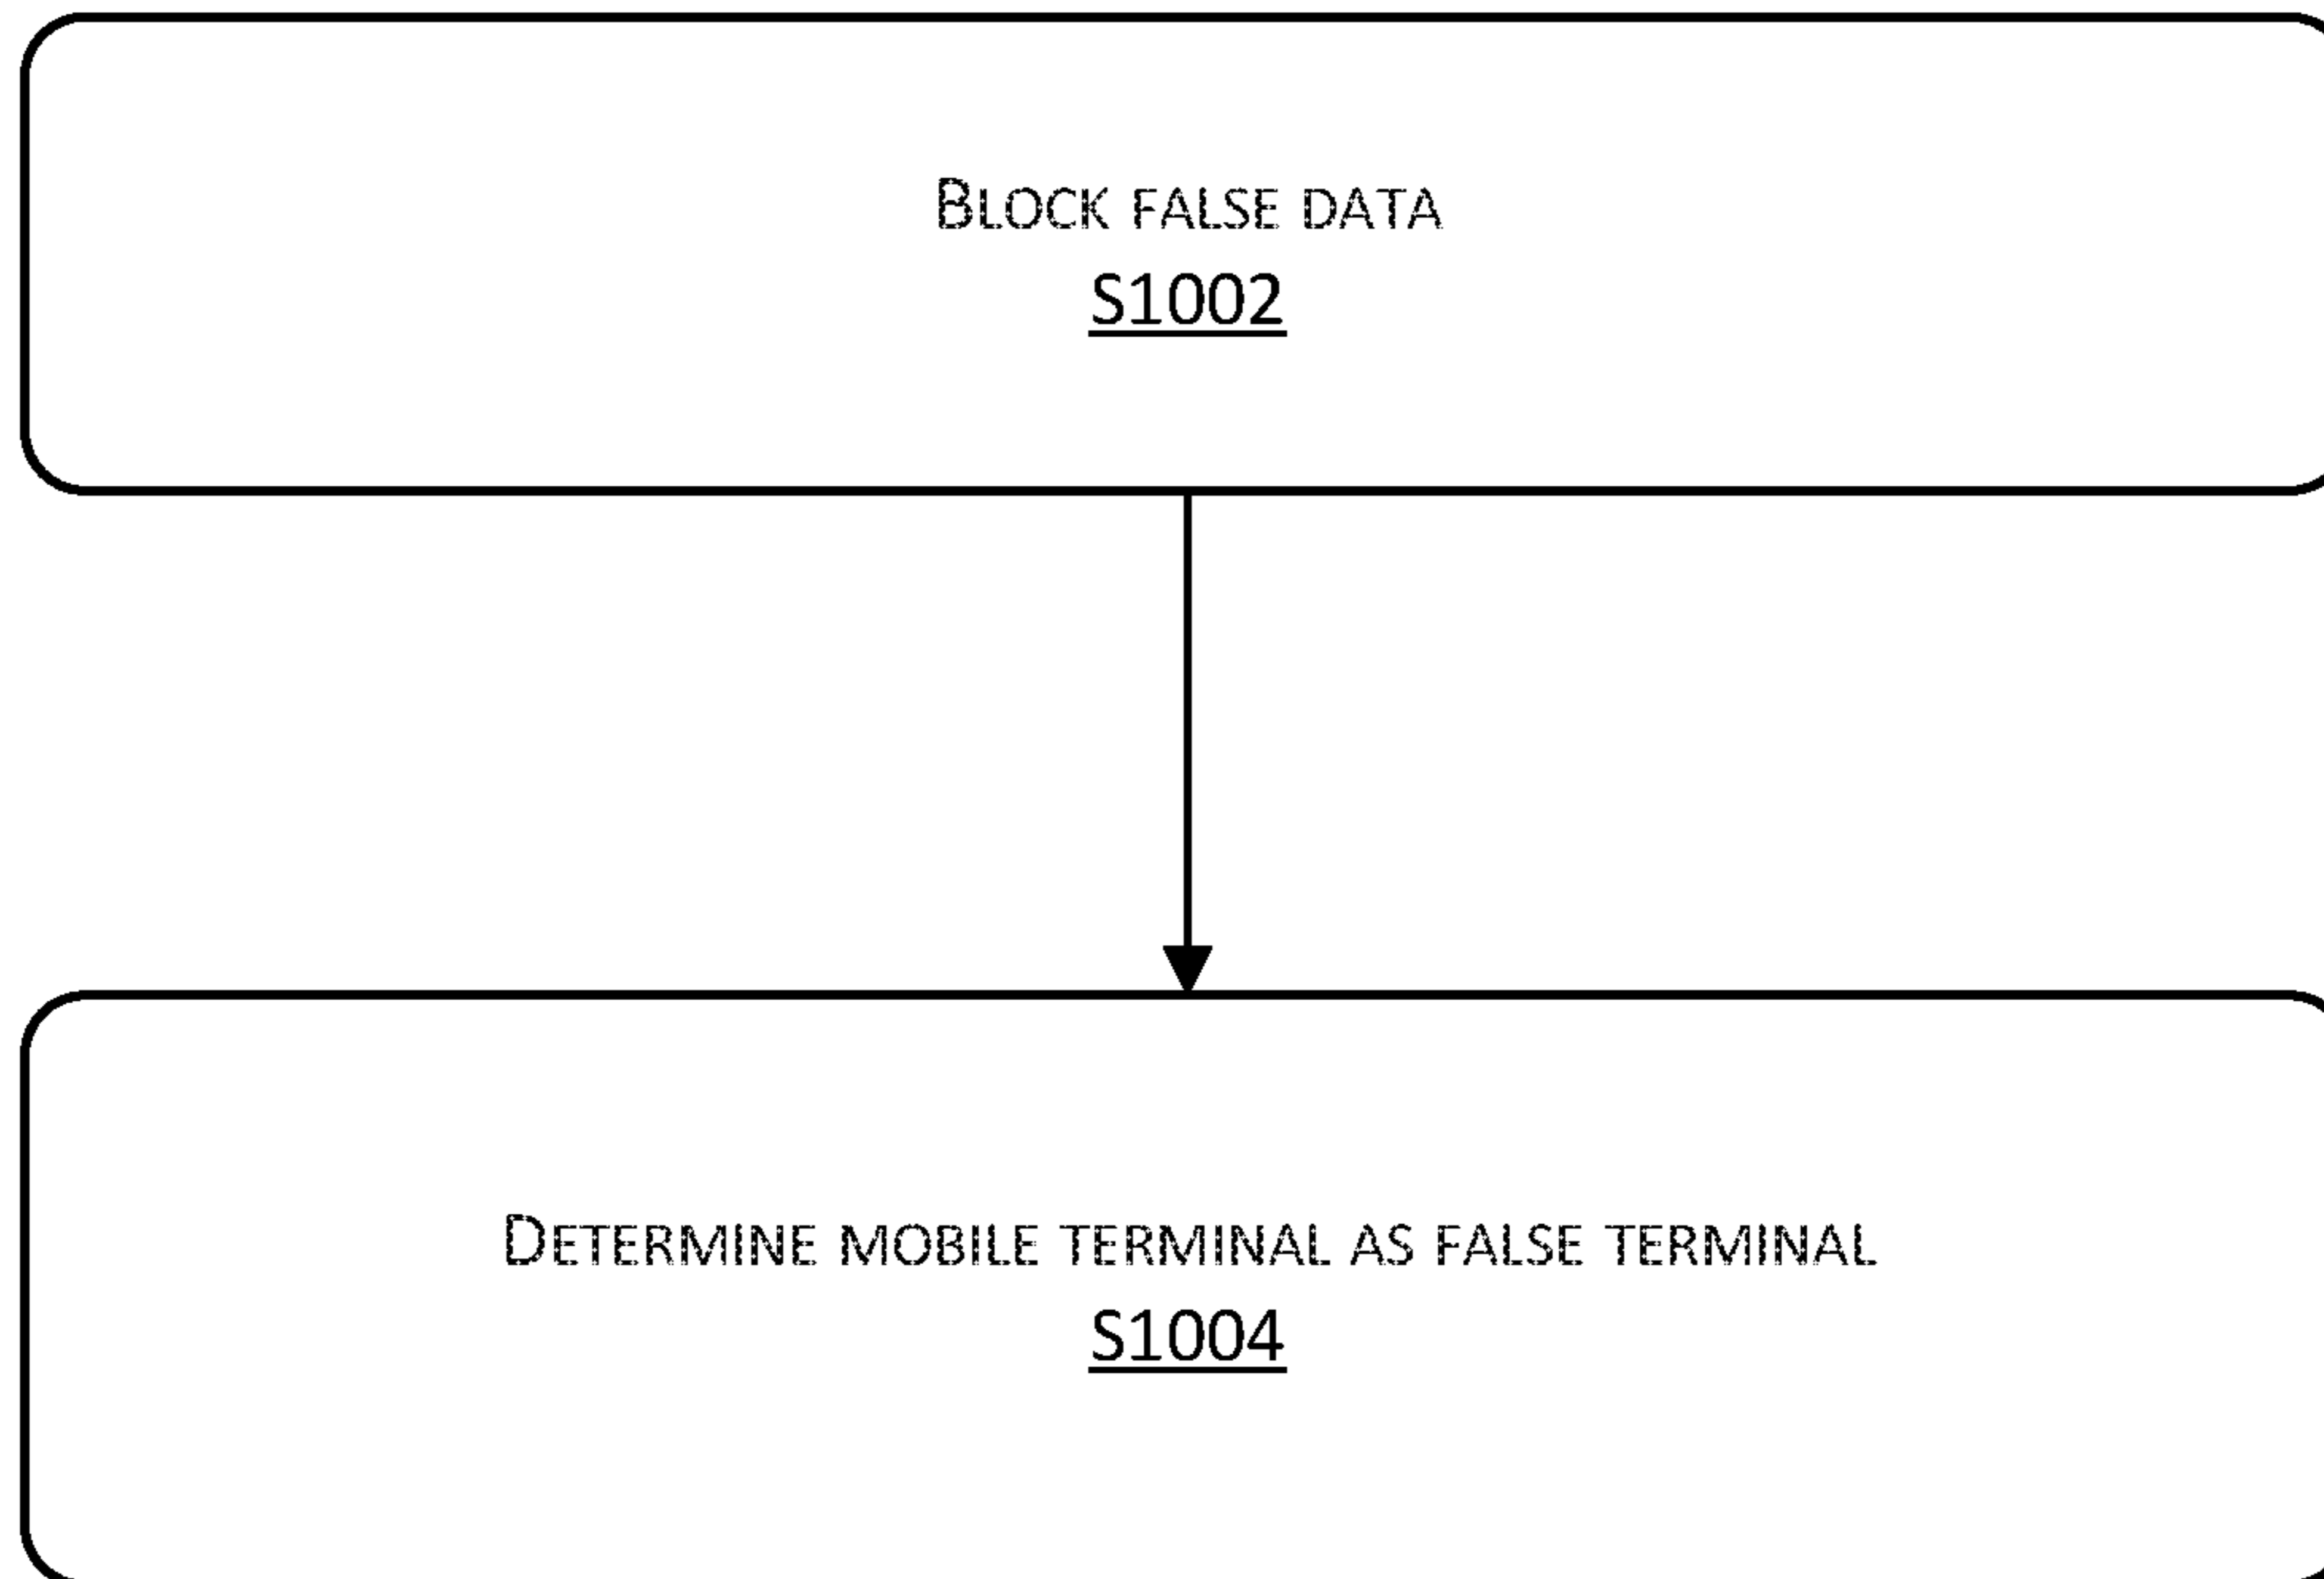 Block false data
S1002
Determine mobile terminal as false terminal
S1004